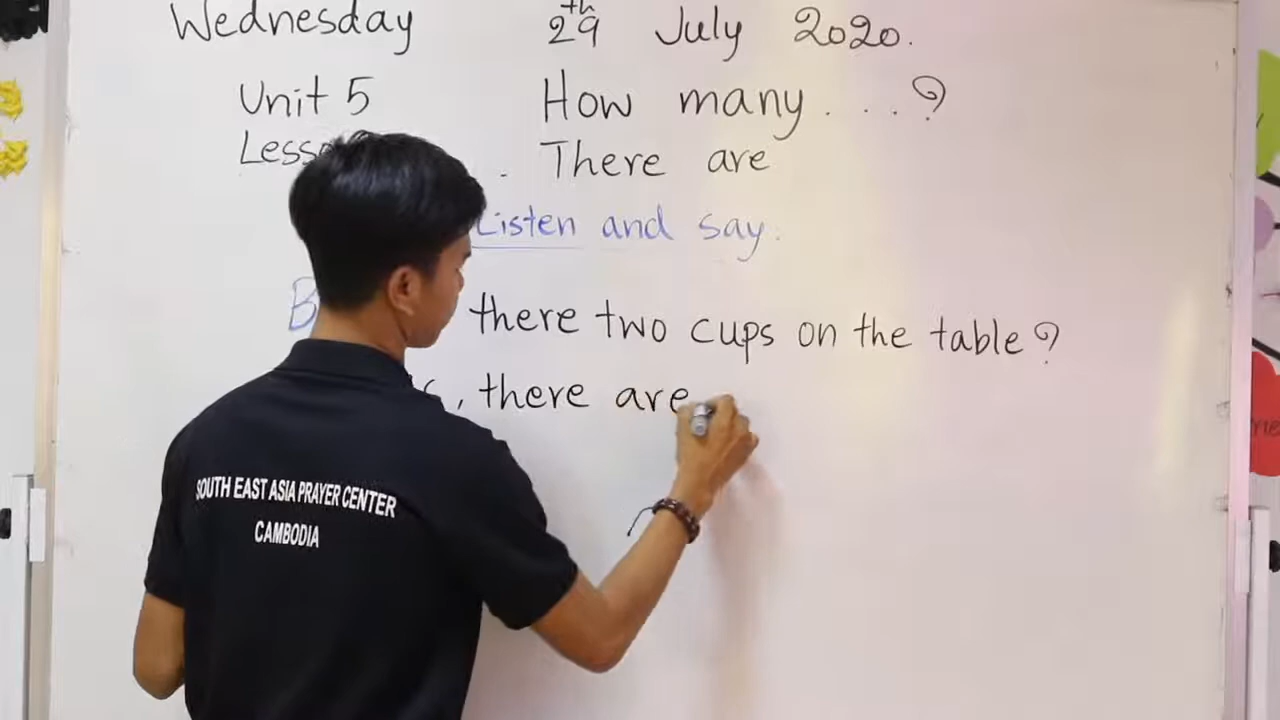 Wednesday 29th July 2020.
Unit 5 How many . . . ?
There are
Listen and say.
there two cups on the table?
, there are
SOUTH EAST ASIA PRAYER CENTER
CAMBODIA